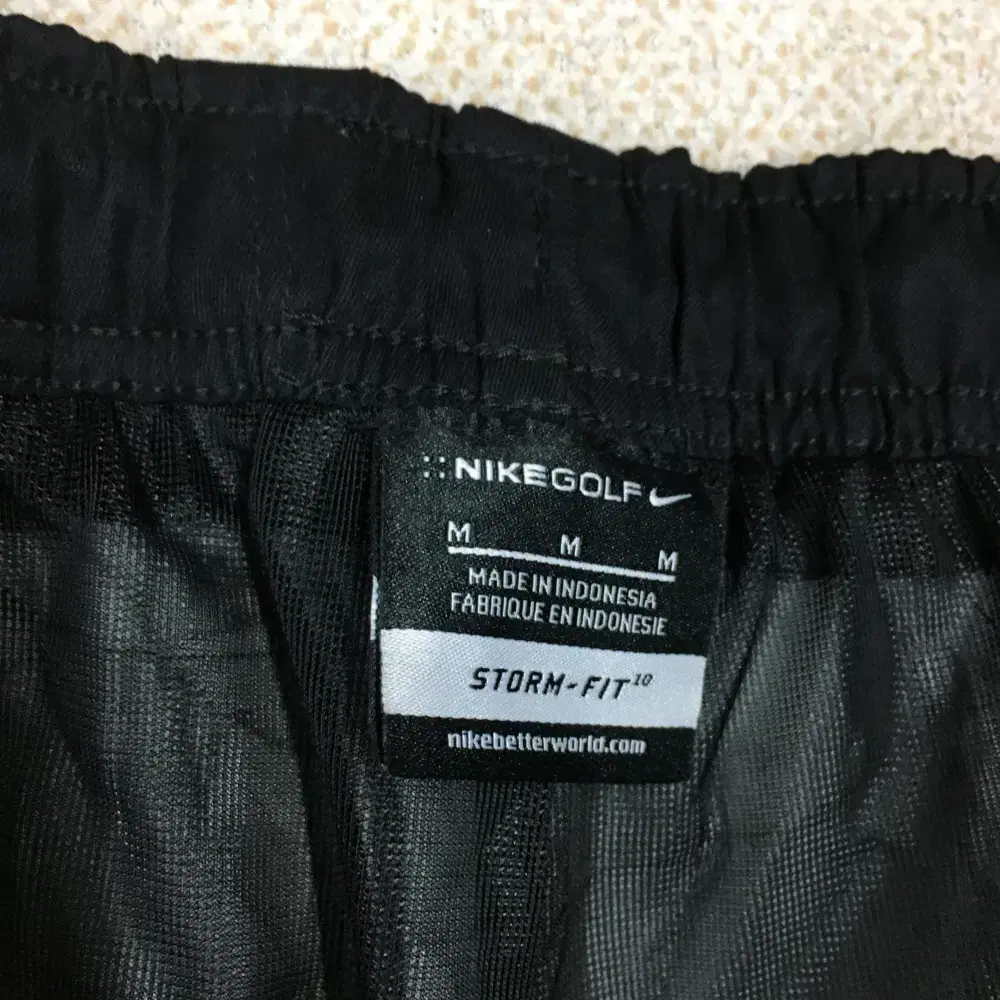 NIKEGOLF
M M M
MADE IN INDONESIA
FABRIQUE EN INDONESIE
STORM-FIT 10
nikebetterworld.com